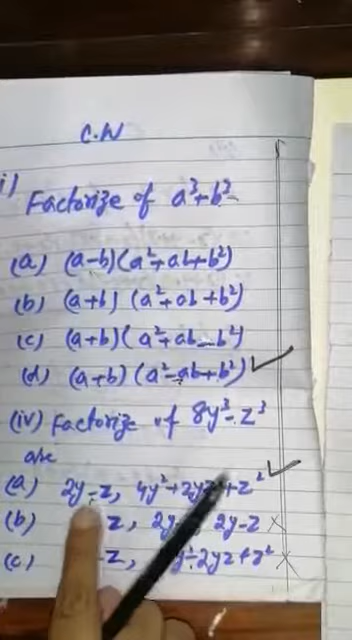 C.W
i) Factorize of a³+b³-
(a) (a-b)(a²+ab+b²)
(b) (a+b) (a²+ab+b²)
(c) (a+b)(a²+ab-b²)
(d) (a+b) (a²-ab+b²) ✓
(iv) Factorize of 8y³-z³
are
(a) 2y-z, 4y²+2yz+z² ✓
(b) z, 2y 2y-z ×
(c) -z, 2yz+z² ×